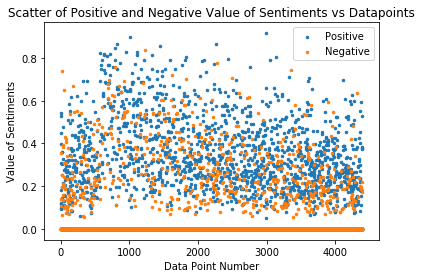 Scatter of Positive and Negative Value of Sentiments vs Datapoints
Positive
Negative
Value of Sentiments
0.8
0.6
0.4
0.2
0.0
0
1000
2000
3000
4000
Data Point Number